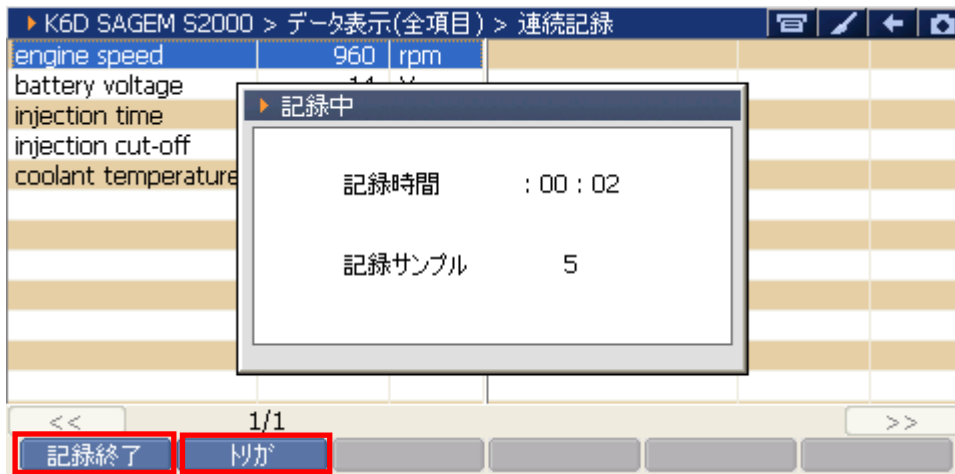 K6D SAGEM S2000 > データ表示(全項目) > 連続記録
engine speed 960 rpm
battery voltage
injection time
injection cut-off
coolant temperature
記録中
記録時間 : 00 : 02
記録サンプル 5
<< 1/1 >>
記録終了 トリガ